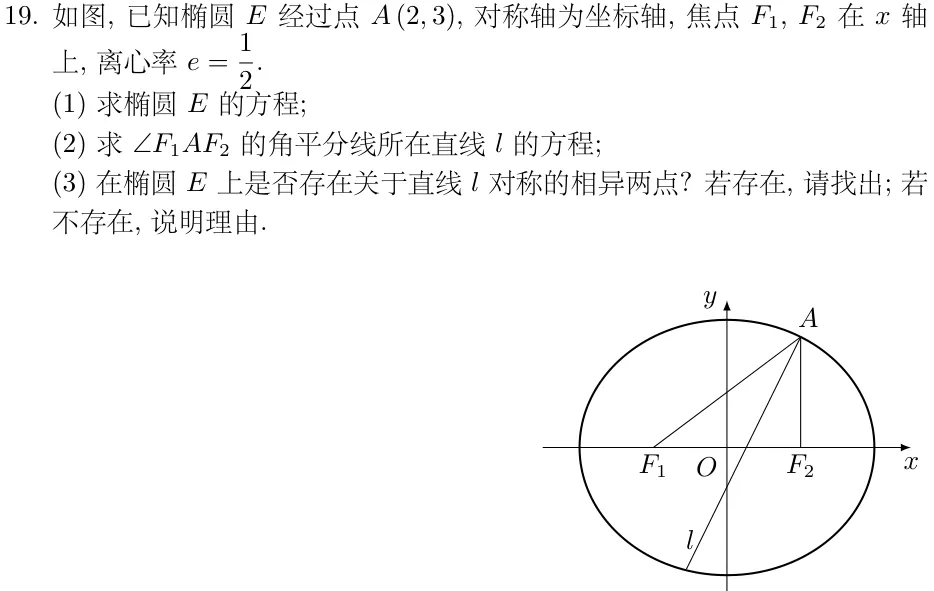 19. 如图, 已知椭圆 E 经过点 A (2, 3), 对称轴为坐标轴, 焦点 F₁, F₂ 在 x 轴
上, 离心率 e = 1/2.
(1) 求椭圆 E 的方程;
(2) 求 ∠F₁AF₂ 的角平分线所在直线 l 的方程;
(3) 在椭圆 E 上是否存在关于直线 l 对称的相异两点? 若存在, 请找出; 若
不存在, 说明理由.
y
A
F₁
O
F₂
x
l